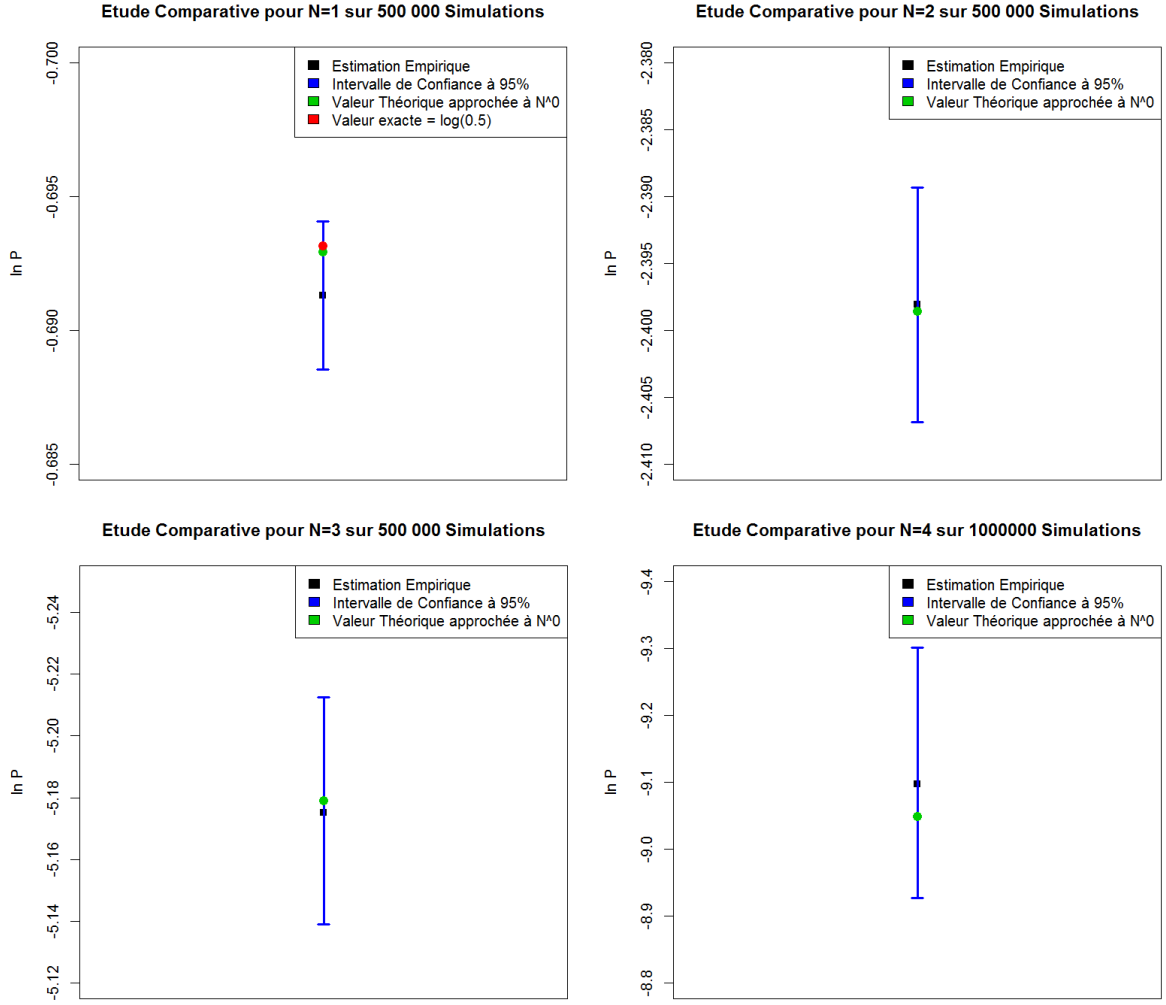 Etude Comparative pour N=1 sur 500 000 Simulations
ln P
-0.700
-0.695
-0.690
-0.685
Estimation Empirique
Intervalle de Confiance à 95%
Valeur Théorique approchée à N^0
Valeur exacte = log(0.5)
Etude Comparative pour N=2 sur 500 000 Simulations
ln P
-2.380
-2.385
-2.390
-2.395
-2.400
-2.405
-2.410
Estimation Empirique
Intervalle de Confiance à 95%
Valeur Théorique approchée à N^0
Etude Comparative pour N=3 sur 500 000 Simulations
ln P
-5.24
-5.22
-5.20
-5.18
-5.16
-5.14
-5.12
Estimation Empirique
Intervalle de Confiance à 95%
Valeur Théorique approchée à N^0
Etude Comparative pour N=4 sur 1000000 Simulations
ln P
-9.4
-9.3
-9.2
-9.1
-9.0
-8.9
-8.8
Estimation Empirique
Intervalle de Confiance à 95%
Valeur Théorique approchée à N^0